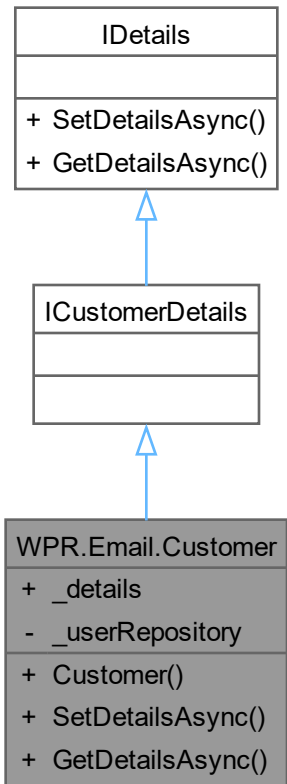 IDetails
+ SetDetailsAsync()
+ GetDetailsAsync()
ICustomerDetails
WPR.Email.Customer
+ _details
- _userRepository
+ Customer()
+ SetDetailsAsync()
+ GetDetailsAsync()